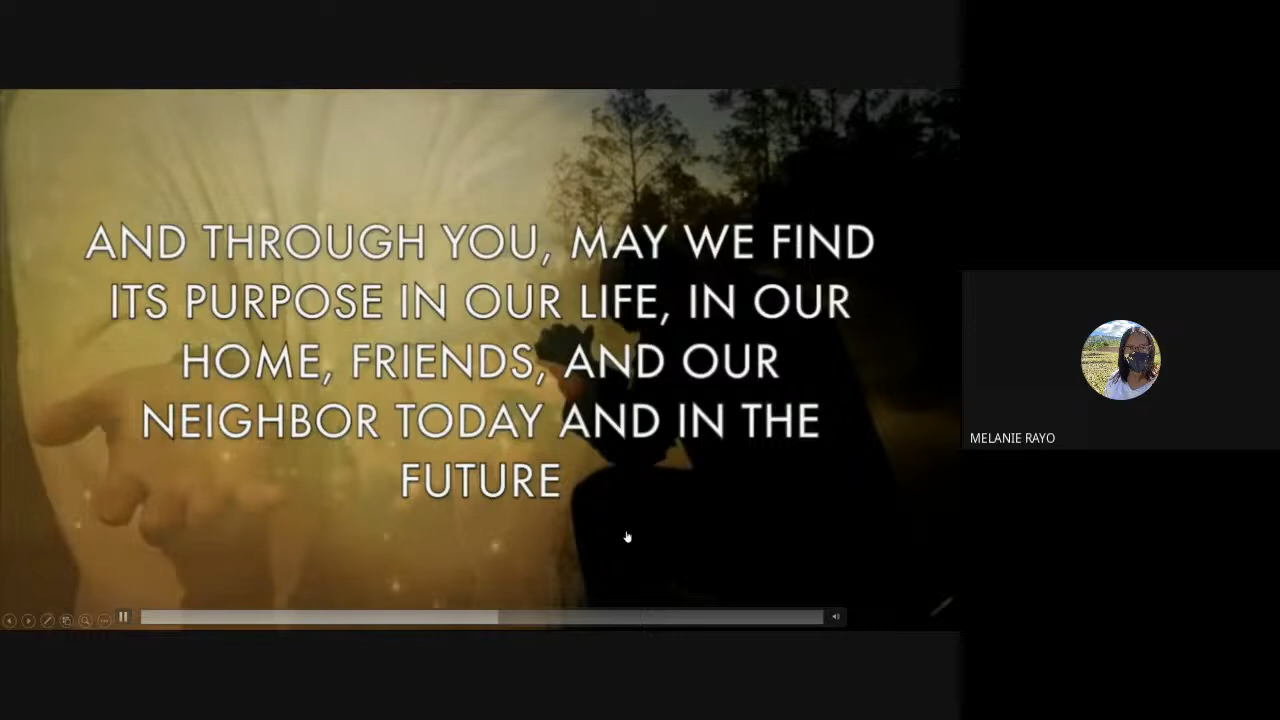 AND THROUGH YOU, MAY WE FIND
ITS PURPOSE IN OUR LIFE, IN OUR
HOME, FRIENDS, AND OUR
NEIGHBOR TODAY AND IN THE
FUTURE
MELANIE RAYO